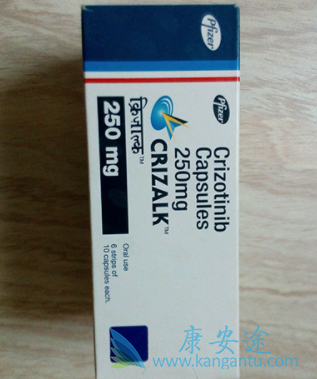 Pfizer
Pfizer
Crizotinib
Capsules
250mg
CRIZALK™
क्रिज़ाल्क™
250 mg
Oral use
6 strips of
10 capsules each.
康安途
www.kangantu.com